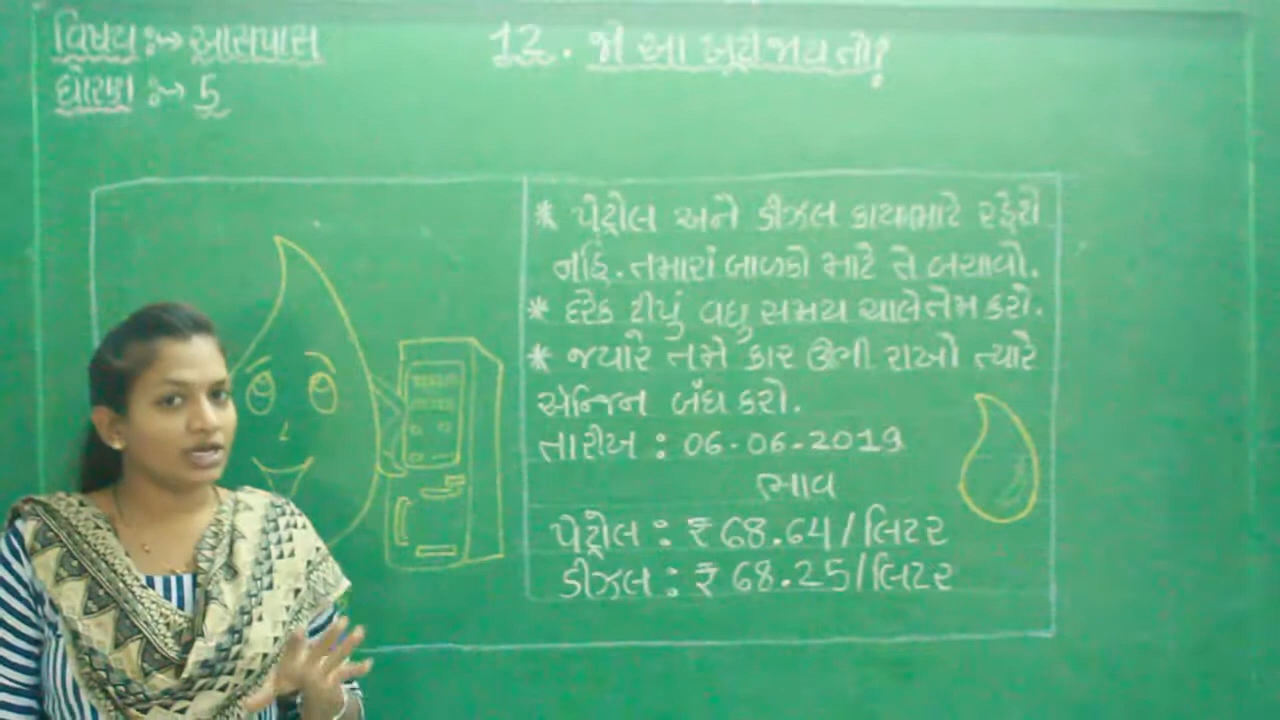 વિષય :~> આસપાસ
ધોરણ :~> 5
12. જો આ ખૂટી જાય તો?
* પેટ્રોલ અને ડીઝલ કાયમ માટે રહેશે
નહિ. તમારાં બાળકો માટે તે બચાવો.
* દરેક ટીપું વધુ સમય ચાલે તેમ કરો.
* જ્યારે તમે કાર ઊભી રાખો ત્યારે
એન્જિન બંધ કરો.
તારીખ : 06-06-2019
ભાવ
પેટ્રોલ : ₹ 68.64/લિટર
ડીઝલ : ₹ 68.25/લિટર